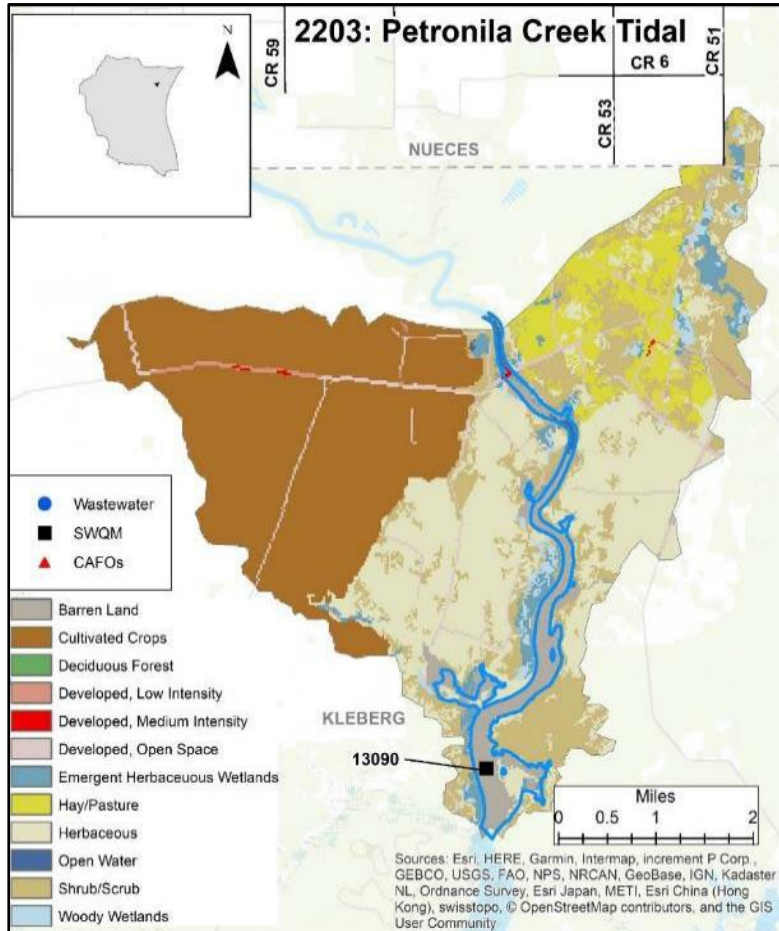 2203: Petronila Creek Tidal
N
CR 59
CR 51
CR 6
CR 53
NUECES
Wastewater
SWQM
CAFOs
Barren Land
Cultivated Crops
Deciduous Forest
Developed, Low Intensity
Developed, Medium Intensity
Developed, Open Space
Emergent Herbaceuous Wetlands
Hay/Pasture
Herbaceous
Open Water
Shrub/Scrub
Woody Wetlands
KLEBERG
13090
Miles
0 0.5 1 2
Sources: Esri, HERE, Garmin, Intermap, increment P Corp.,
GEBCO, USGS, FAO, NPS, NRCAN, GeoBase, IGN, Kadaster
NL, Ordnance Survey, Esri Japan, METI, Esri China (Hong
Kong), swisstopo, © OpenStreetMap contributors, and the GIS
User Community